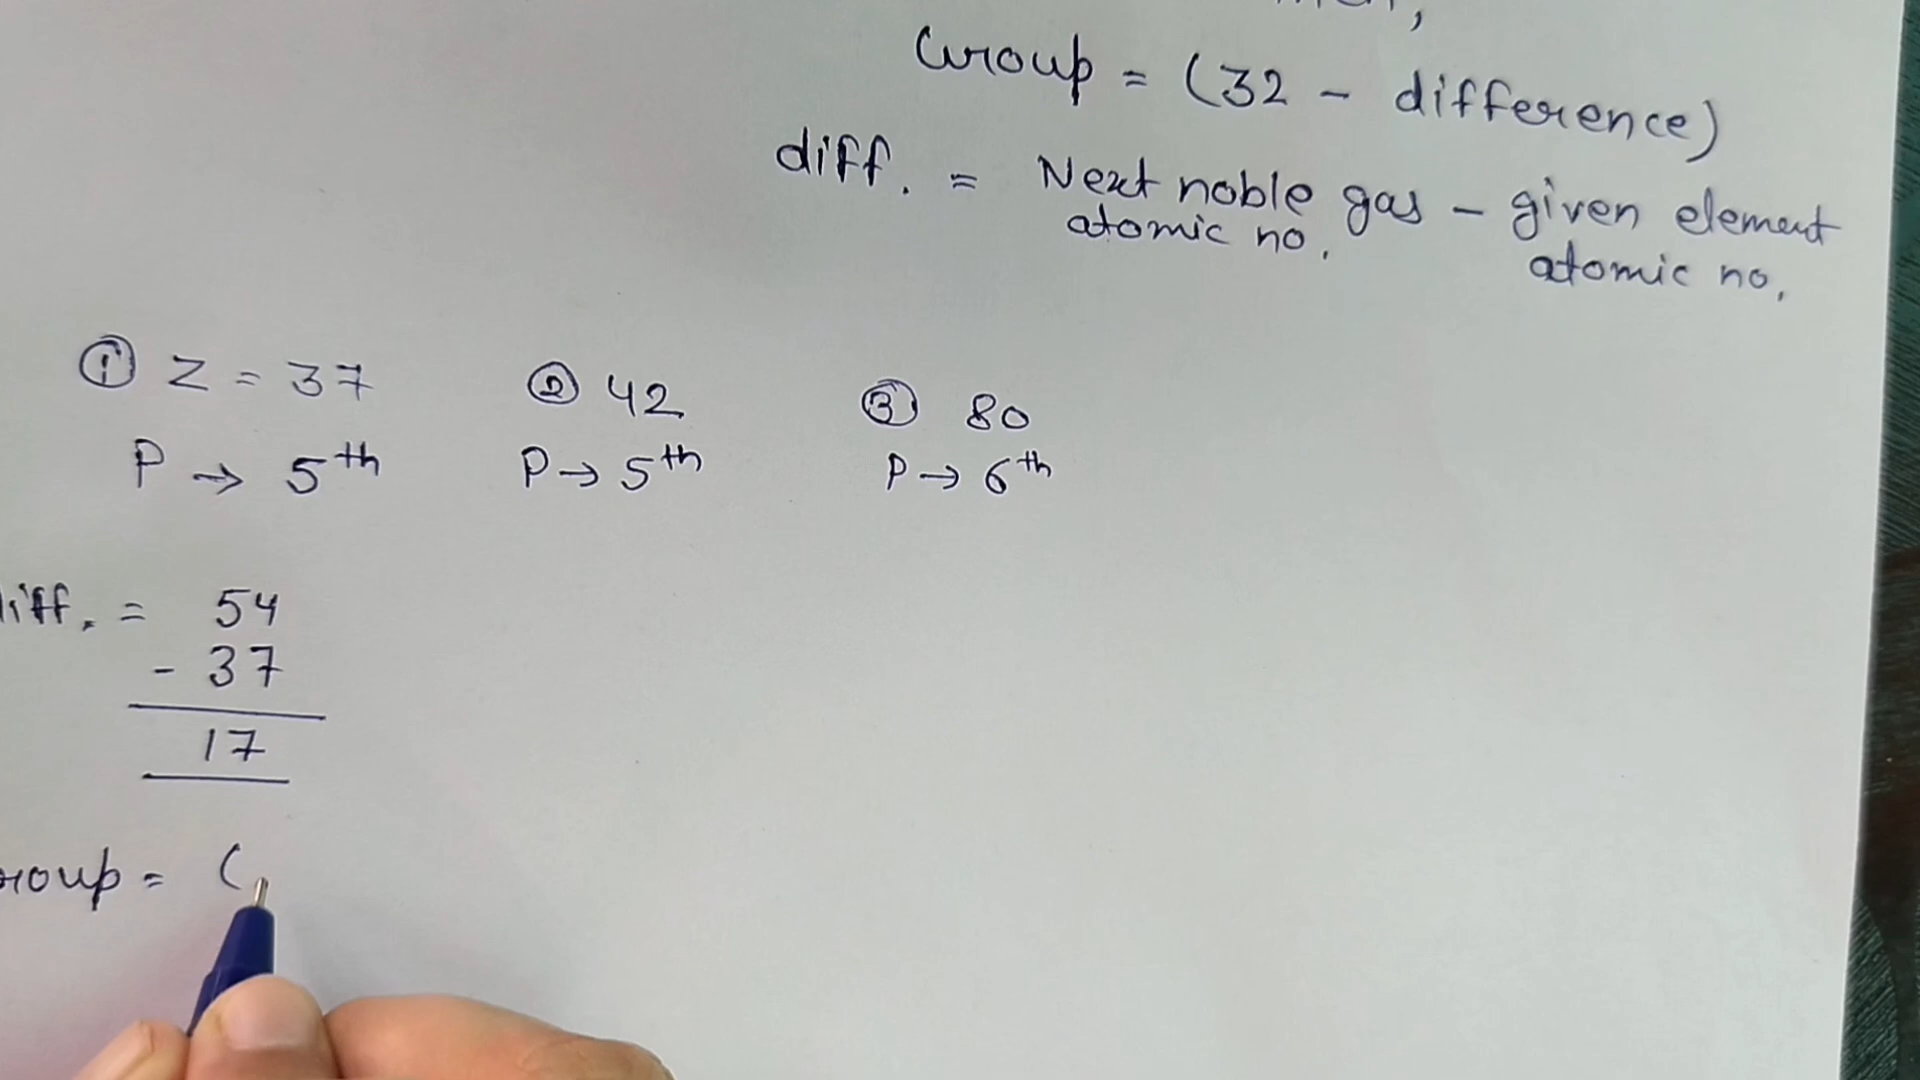 Group = (32 - difference)
diff. = Next noble gas - given element
atomic no. atomic no.
① Z = 37 ② 42 ③ 80
P → 5th P → 5th P → 6th
diff. = 54
- 37
17
roup = (